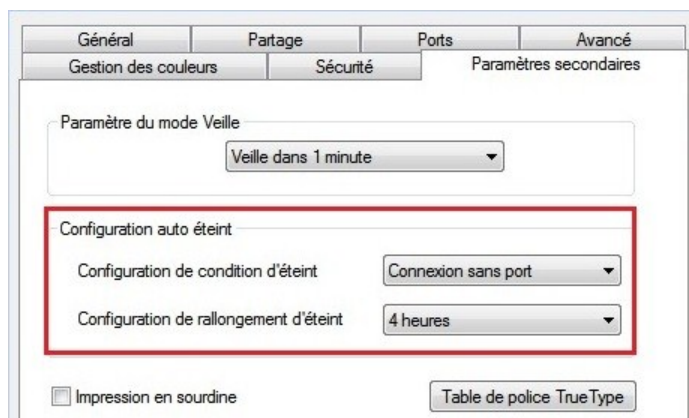 Général Partage Ports Avancé
Gestion des couleurs Sécurité Paramètres secondaires
Paramètre du mode Veille
Veille dans 1 minute
Configuration auto éteint
Configuration de condition d'éteint Connexion sans port
Configuration de rallongement d'éteint 4 heures
Impression en sourdine Table de police TrueType